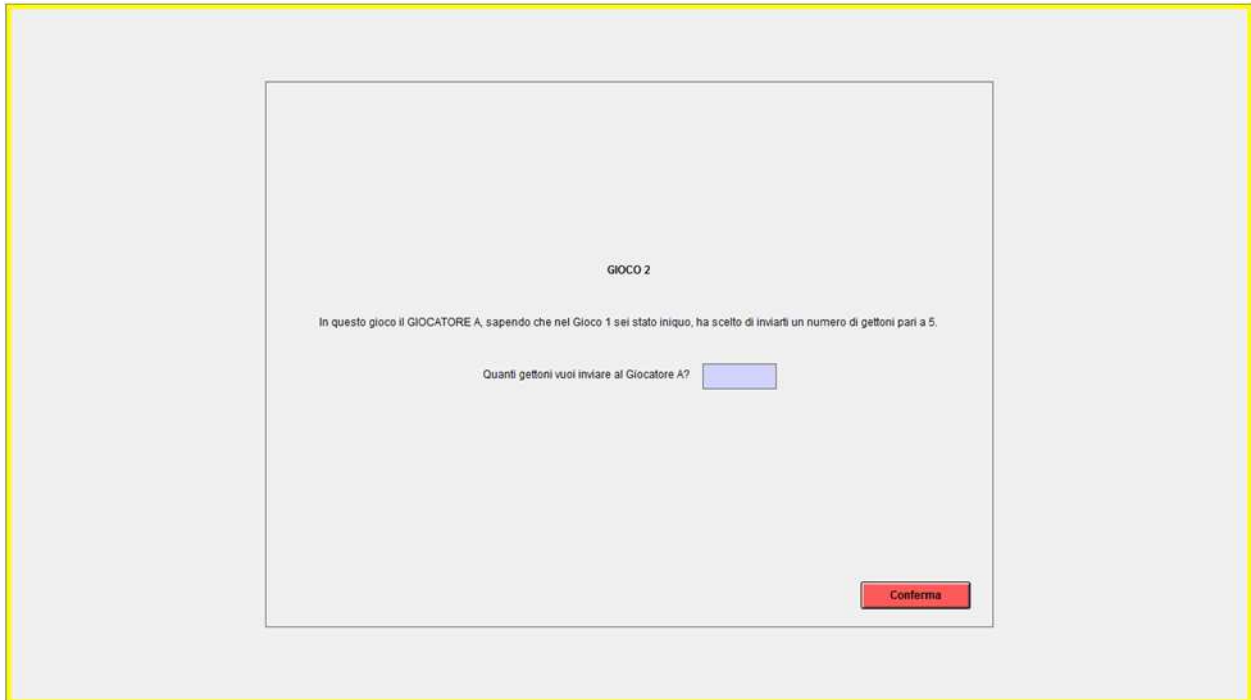 GIOCO 2
In questo gioco il GIOCATORE A, sapendo che nel Gioco 1 sei stato iniquo, ha scelto di inviarti un numero di gettoni pari a 5.
Quanti gettoni vuoi inviare al Giocatore A?
Conferma